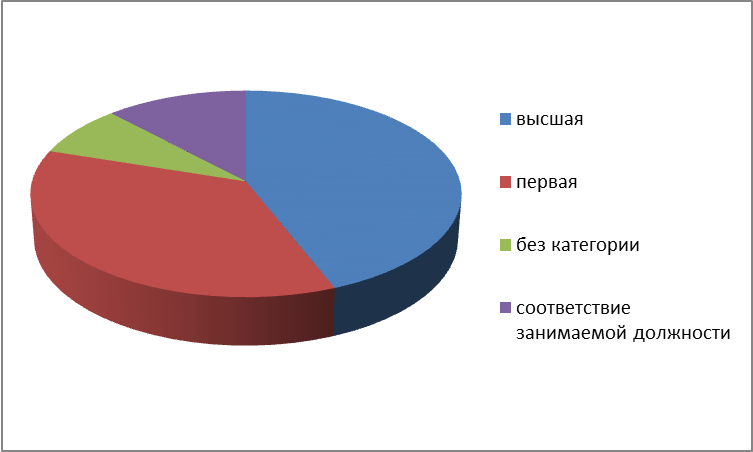 высшая
первая
без категории
соответствие
занимаемой должности